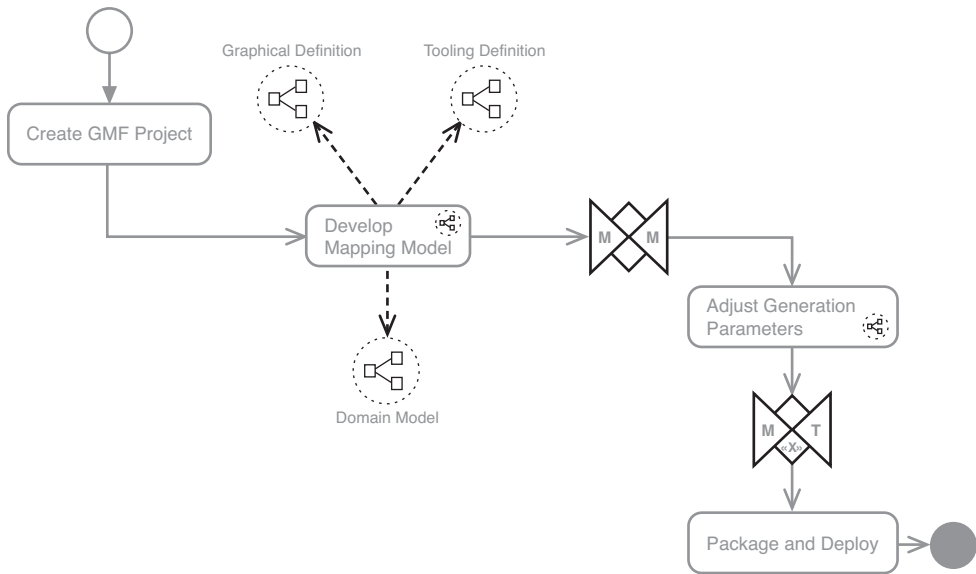 Graphical Definition
Tooling Definition
Create GMF Project
Develop
Mapping Model
M M
Adjust Generation
Parameters
Domain Model
M T
«X»
Package and Deploy